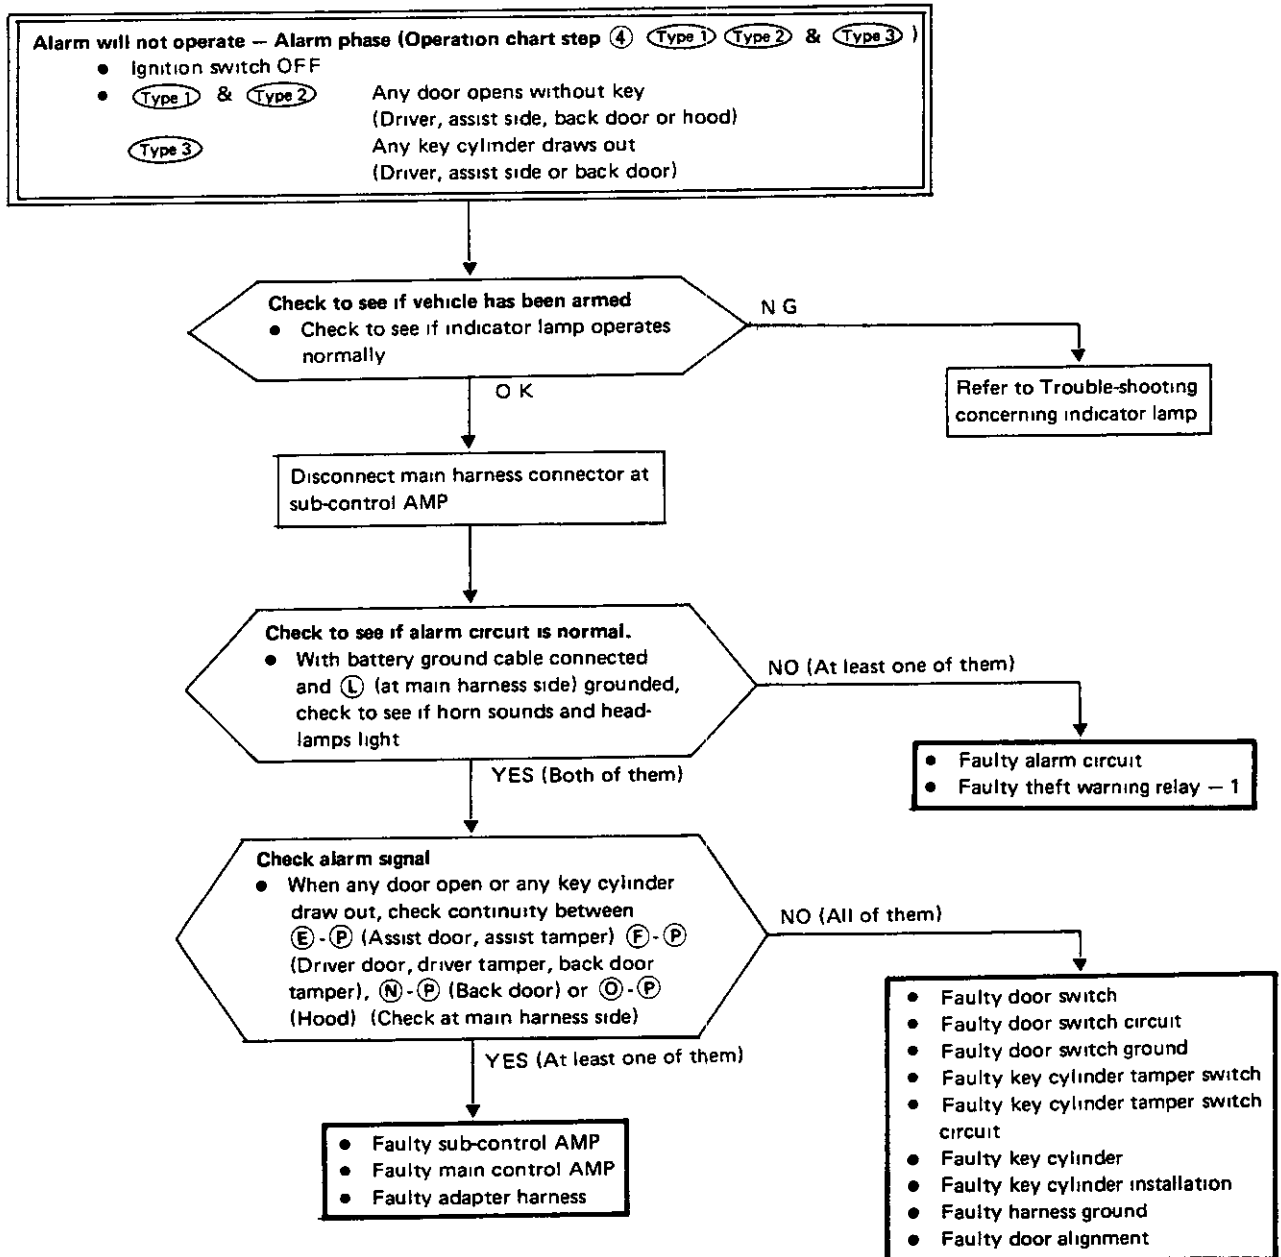 Alarm will not operate — Alarm phase (Operation chart step ④ Type 1 Type 2 & Type 3 )
• Ignition switch OFF
• Type 1 & Type 2 Any door opens without key
(Driver, assist side, back door or hood)
Type 3 Any key cylinder draws out
(Driver, assist side or back door)
Check to see if vehicle has been armed
• Check to see if indicator lamp operates
normally
N G
O K
Refer to Trouble-shooting
concerning indicator lamp
Disconnect main harness connector at
sub-control AMP
Check to see if alarm circuit is normal.
• With battery ground cable connected
and Ⓛ (at main harness side) grounded,
check to see if horn sounds and head-
lamps light
NO (At least one of them)
YES (Both of them)
• Faulty alarm circuit
• Faulty theft warning relay — 1
Check alarm signal
• When any door open or any key cylinder
draw out, check continuity between
Ⓔ-Ⓟ (Assist door, assist tamper) Ⓕ-Ⓟ
(Driver door, driver tamper, back door
tamper), Ⓝ-Ⓟ (Back door) or Ⓞ-Ⓟ
(Hood) (Check at main harness side)
NO (All of them)
YES (At least one of them)
• Faulty sub-control AMP
• Faulty main control AMP
• Faulty adapter harness
• Faulty door switch
• Faulty door switch circuit
• Faulty door switch ground
• Faulty key cylinder tamper switch
• Faulty key cylinder tamper switch
circuit
• Faulty key cylinder
• Faulty key cylinder installation
• Faulty harness ground
• Faulty door alignment